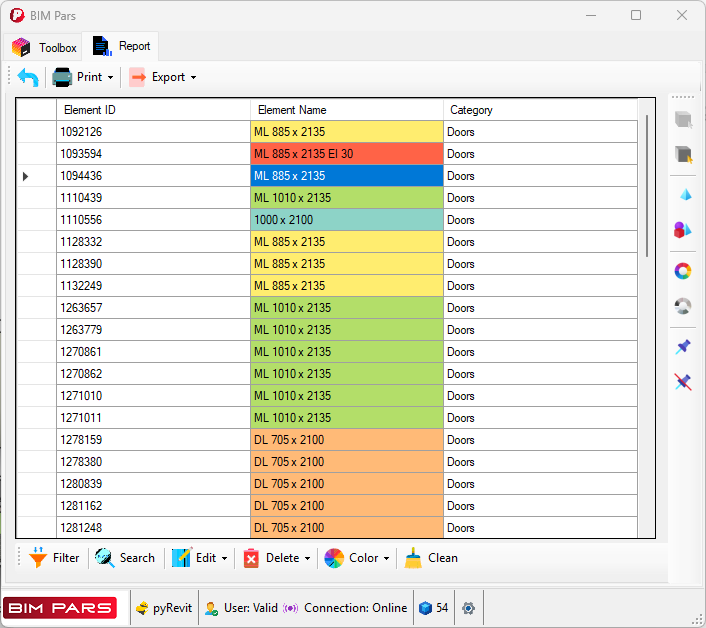 BIM Pars
Toolbox Report
Print Export
Element ID Element Name Category
1092126 ML 885 x 2135 Doors
1093594 ML 885 x 2135 EI 30 Doors
1094436 ML 885 x 2135 Doors
1110439 ML 1010 x 2135 Doors
1110556 1000 x 2100 Doors
1128332 ML 885 x 2135 Doors
1128390 ML 885 x 2135 Doors
1132249 ML 885 x 2135 Doors
1263657 ML 1010 x 2135 Doors
1263779 ML 1010 x 2135 Doors
1270861 ML 1010 x 2135 Doors
1270862 ML 1010 x 2135 Doors
1271010 ML 1010 x 2135 Doors
1271011 ML 1010 x 2135 Doors
1278159 DL 705 x 2100 Doors
1278380 DL 705 x 2100 Doors
1280839 DL 705 x 2100 Doors
1281162 DL 705 x 2100 Doors
1281248 DL 705 x 2100 Doors
Filter Search Edit Delete Color Clean
BIM PARS pyRevit User: Valid Connection: Online 54